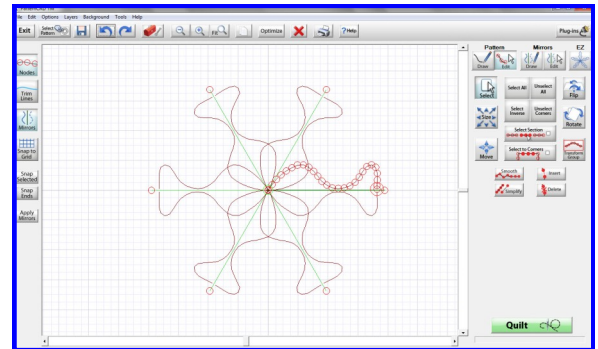 File Edit Options Layers Background Tools Help
Exit Select Pattern Fit Optimize ?Help Plug-ins
Nodes
Trim Lines
Mirrors
Snap to Grid
Snap Selected
Snap Ends
Apply Mirrors
Pattern Mirrors EZ
Draw Edit Draw Edit
Select Select All Unselect All Flip
Size Select Inverse Unselect Corners Rotate
Select Section
Move Select to Corners Transform Group
Smooth Insert
Simplify Delete
Quilt